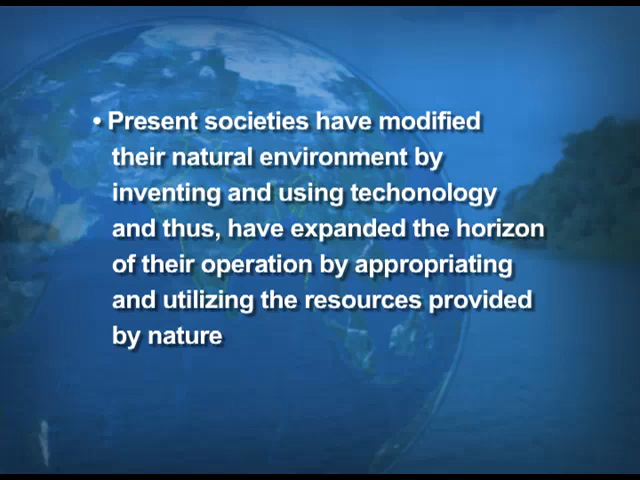 • Present societies have modified
their natural environment by
inventing and using techonology
and thus, have expanded the horizon
of their operation by appropriating
and utilizing the resources provided
by nature